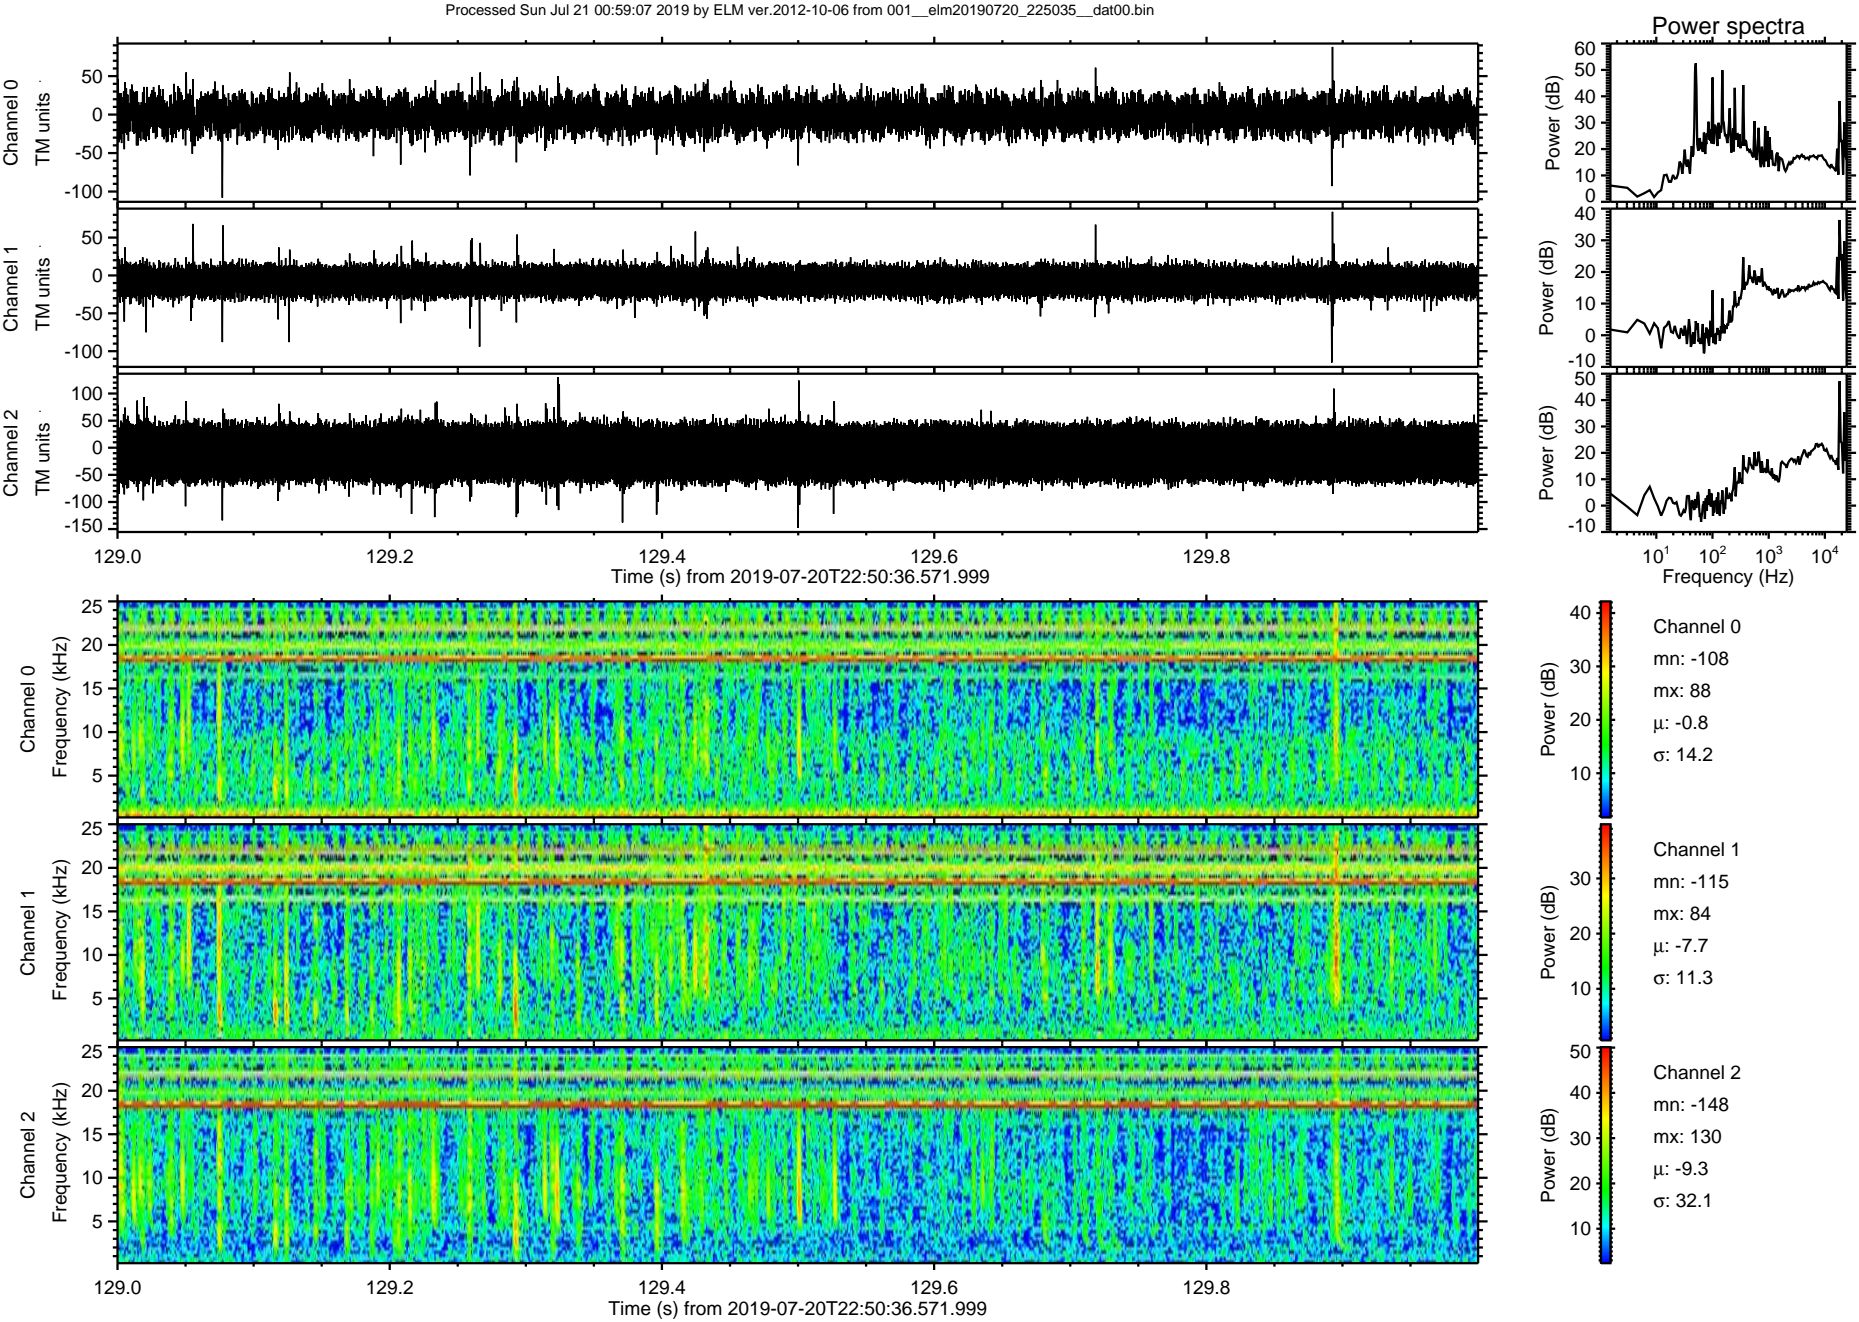 Processed Sun Jul 21 00:59:07 2019 by ELM ver.2012-10-06 from 001__elm20190720_225035__dat00.bin
Power spectra
Channel 0
TM units
50
0
-50
-100
Power (dB)
60
50
40
30
20
10
0
Channel 1
TM units
50
0
-50
-100
Power (dB)
40
30
20
10
0
-10
Channel 2
TM units
100
50
0
-50
-100
-150
Power (dB)
50
40
30
20
10
0
-10
129.0 129.2 129.4 129.6 129.8
Time (s) from 2019-07-20T22:50:36.571.999
10¹ 10² 10³ 10⁴
Frequency (Hz)
Channel 0
Frequency (kHz)
25
20
15
10
5
Power (dB)
40
30
20
10
Channel 0
mn: -108
mx: 88
μ: -0.8
σ: 14.2
Channel 1
Frequency (kHz)
25
20
15
10
5
Power (dB)
30
20
10
Channel 1
mn: -115
mx: 84
μ: -7.7
σ: 11.3
Channel 2
Frequency (kHz)
25
20
15
10
5
Power (dB)
50
40
30
20
10
Channel 2
mn: -148
mx: 130
μ: -9.3
σ: 32.1
129.0 129.2 129.4 129.6 129.8
Time (s) from 2019-07-20T22:50:36.571.999